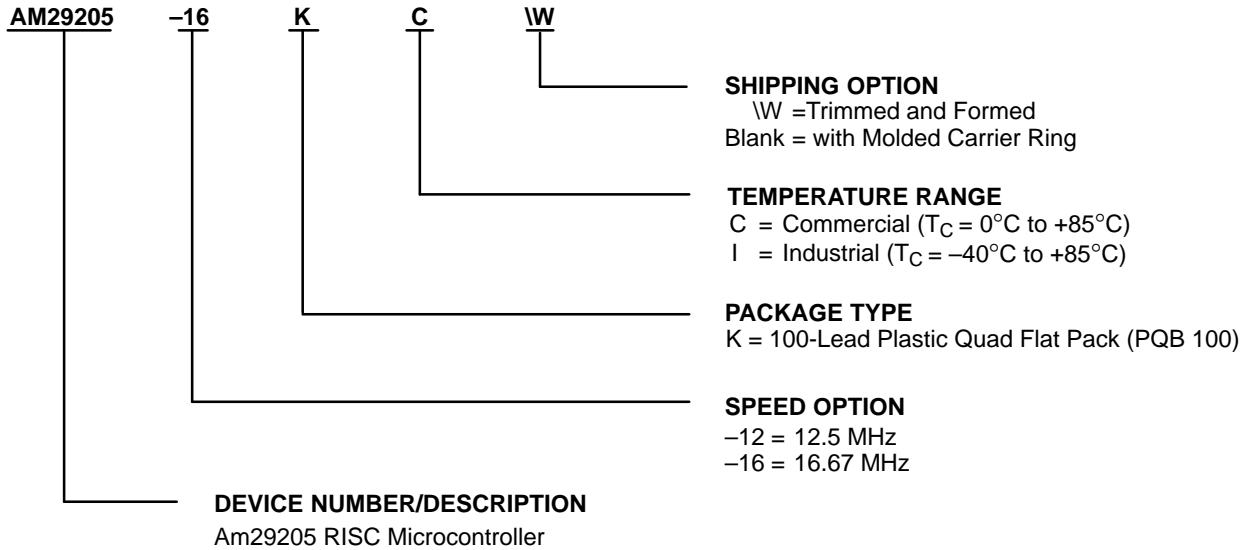 AM29205 –16 K C \W
SHIPPING OPTION
\W =Trimmed and Formed
Blank = with Molded Carrier Ring
TEMPERATURE RANGE
C = Commercial (TC = 0°C to +85°C)
I = Industrial (TC = –40°C to +85°C)
PACKAGE TYPE
K = 100-Lead Plastic Quad Flat Pack (PQB 100)
SPEED OPTION
–12 = 12.5 MHz
–16 = 16.67 MHz
DEVICE NUMBER/DESCRIPTION
Am29205 RISC Microcontroller